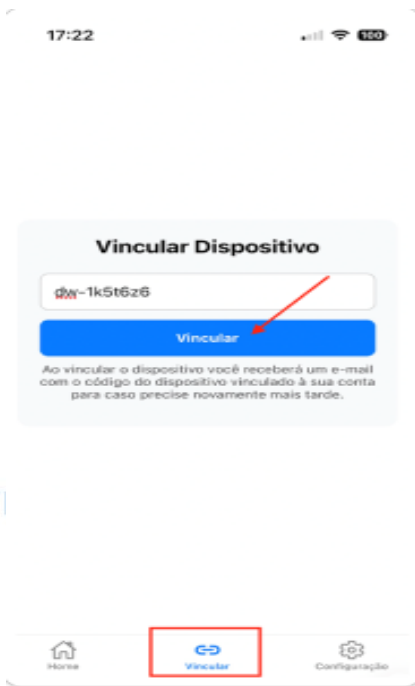 17:22
100
Vincular Dispositivo
dw-1k5t6z6
Vincular
Ao vincular o dispositivo você receberá um e-mail
com o código do dispositivo vinculado à sua conta
para caso precise novamente mais tarde.
Home
Vincular
Configuração